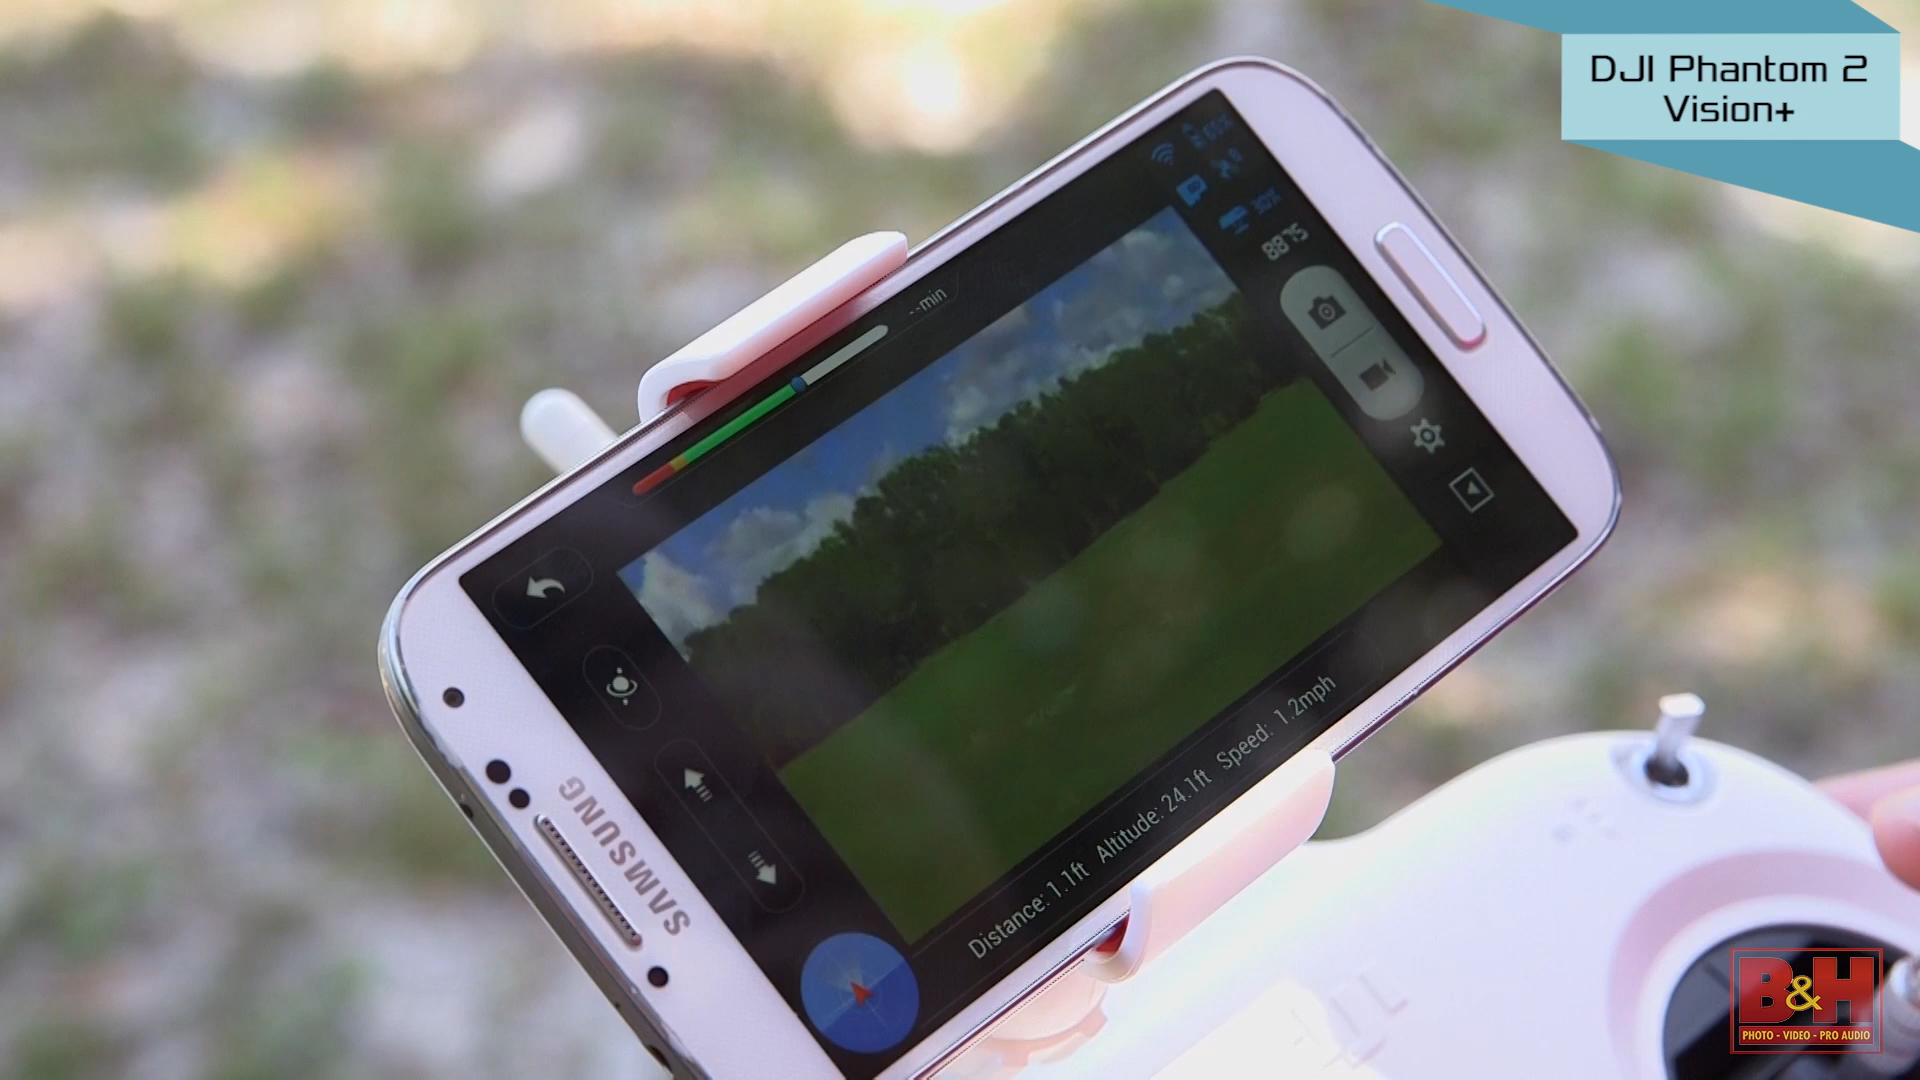 DJI Phantom 2
Vision+
8875
--min
Distance: 1.1ft Altitude: 24.1ft Speed: 1.2mph
SAMSUNG
B&H
PHOTO - VIDEO - PRO AUDIO